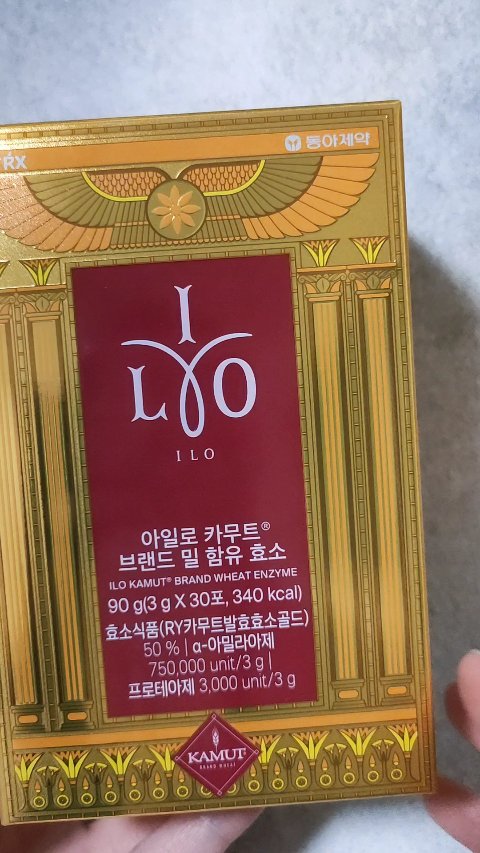 RX
동아제약
I
LO
ILO
아일로 카무트®
브랜드 밀 함유 효소
ILO KAMUT® BRAND WHEAT ENZYME
90 g(3 g X 30포, 340 kcal)
효소식품(RY카무트발효효소골드)
50 % | α-아밀라아제
750,000 unit/3 g |
프로테아제 3,000 unit/3 g
KAMUT
BRAND WHEAT